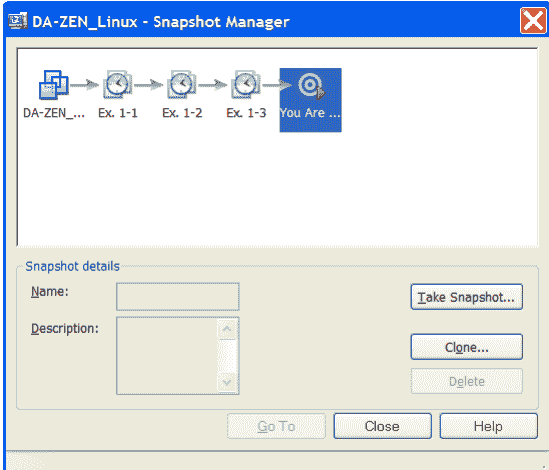 DA-ZEN_Linux - Snapshot Manager
DA-ZEN_... Ex. 1-1 Ex. 1-2 Ex. 1-3 You Are ...
Snapshot details
Name:
Take Snapshot...
Description:
Clone...
Delete
Go To Close Help